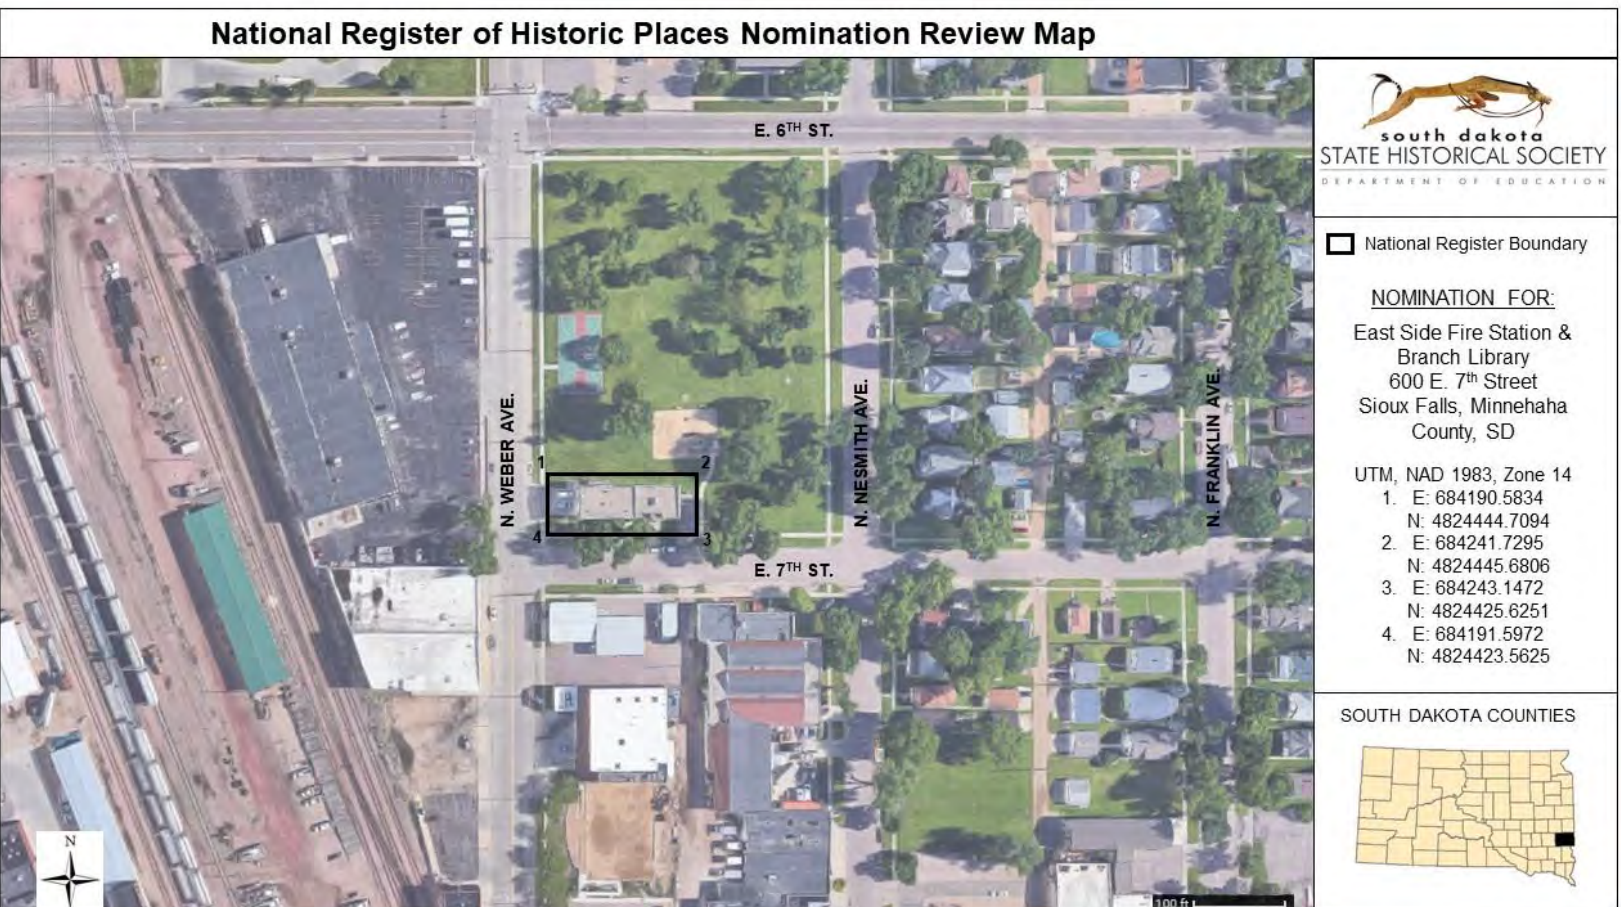 National Register of Historic Places Nomination Review Map
E. 6TH ST.
N. WEBER AVE.
N. NESMITH AVE.
N. FRANKLIN AVE.
1
2
4
3
E. 7TH ST.
N
100 ft
south dakota
STATE HISTORICAL SOCIETY
DEPARTMENT OF EDUCATION
National Register Boundary
NOMINATION FOR:
East Side Fire Station &
Branch Library
600 E. 7th Street
Sioux Falls, Minnehaha
County, SD
UTM, NAD 1983, Zone 14
1. E: 684190.5834
N: 4824444.7094
2. E: 684241.7295
N: 4824445.6806
3. E: 684243.1472
N: 4824425.6251
4. E: 684191.5972
N: 4824423.5625
SOUTH DAKOTA COUNTIES